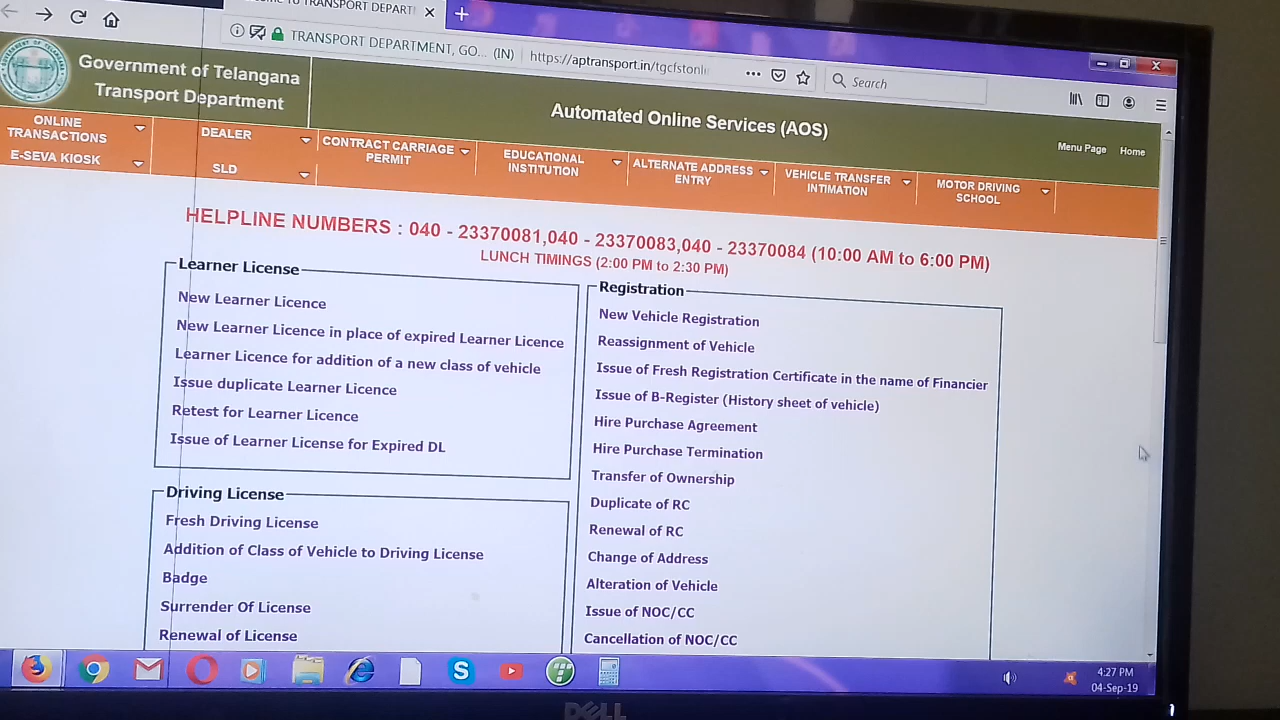 TRANSPORT DEPARTMENT, GO... (IN)
https://aptransport.in/tgcfstonli
Search
Government of Telangana
Transport Department
Automated Online Services (AOS)
Menu Page
Home
ONLINE
TRANSACTIONS
DEALER
CONTRACT CARRIAGE
PERMIT
EDUCATIONAL
INSTITUTION
ALTERNATE ADDRESS
ENTRY
VEHICLE TRANSFER
INTIMATION
MOTOR DRIVING
SCHOOL
E-SEVA KIOSK
SLD
HELPLINE NUMBERS : 040 - 23370081,040 - 23370083,040 - 23370084 (10:00 AM to 6:00 PM)
LUNCH TIMINGS (2:00 PM to 2:30 PM)
Learner License
New Learner Licence
New Learner Licence in place of expired Learner Licence
Learner Licence for addition of a new class of vehicle
Issue duplicate Learner Licence
Retest for Learner Licence
Issue of Learner License for Expired DL
Driving License
Fresh Driving License
Addition of Class of Vehicle to Driving License
Badge
Surrender Of License
Renewal of License
Registration
New Vehicle Registration
Reassignment of Vehicle
Issue of Fresh Registration Certificate in the name of Financier
Issue of B-Register (History sheet of vehicle)
Hire Purchase Agreement
Hire Purchase Termination
Transfer of Ownership
Duplicate of RC
Renewal of RC
Change of Address
Alteration of Vehicle
Issue of NOC/CC
Cancellation of NOC/CC
4:27 PM
04-Sep-19
DELL